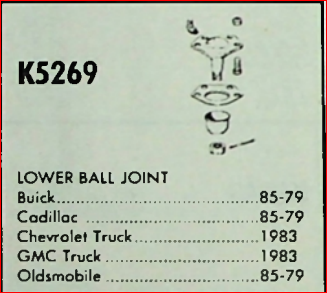 K5269
LOWER BALL JOINT
Buick..............................85-79
Cadillac ..........................85-79
Chevrolet Truck...................1983
GMC Truck.......................1983
Oldsmobile .......................85-79